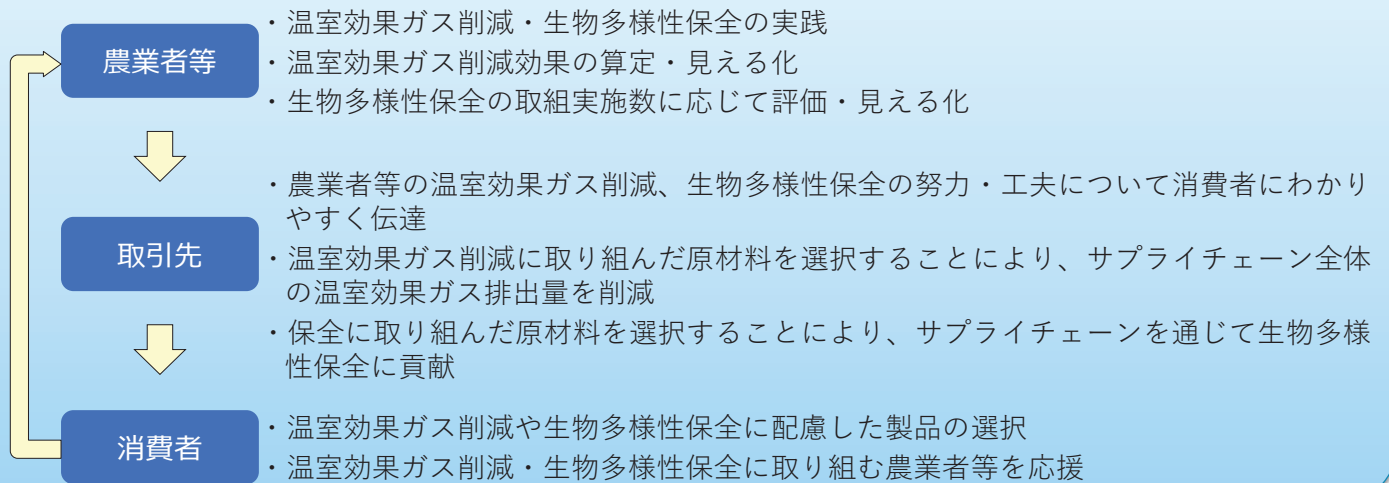 農業者等
・温室効果ガス削減・生物多様性保全の実践
・温室効果ガス削減効果の算定・見える化
・生物多様性保全の取組実施数に応じて評価・見える化
取引先
・農業者等の温室効果ガス削減、生物多様性保全の努力・工夫について消費者にわかり
やすく伝達
・温室効果ガス削減に取り組んだ原材料を選択することにより、サプライチェーン全体
の温室効果ガス排出量を削減
・保全に取り組んだ原材料を選択することにより、サプライチェーンを通じて生物多様
性保全に貢献
消費者
・温室効果ガス削減や生物多様性保全に配慮した製品の選択
・温室効果ガス削減・生物多様性保全に取り組む農業者等を応援